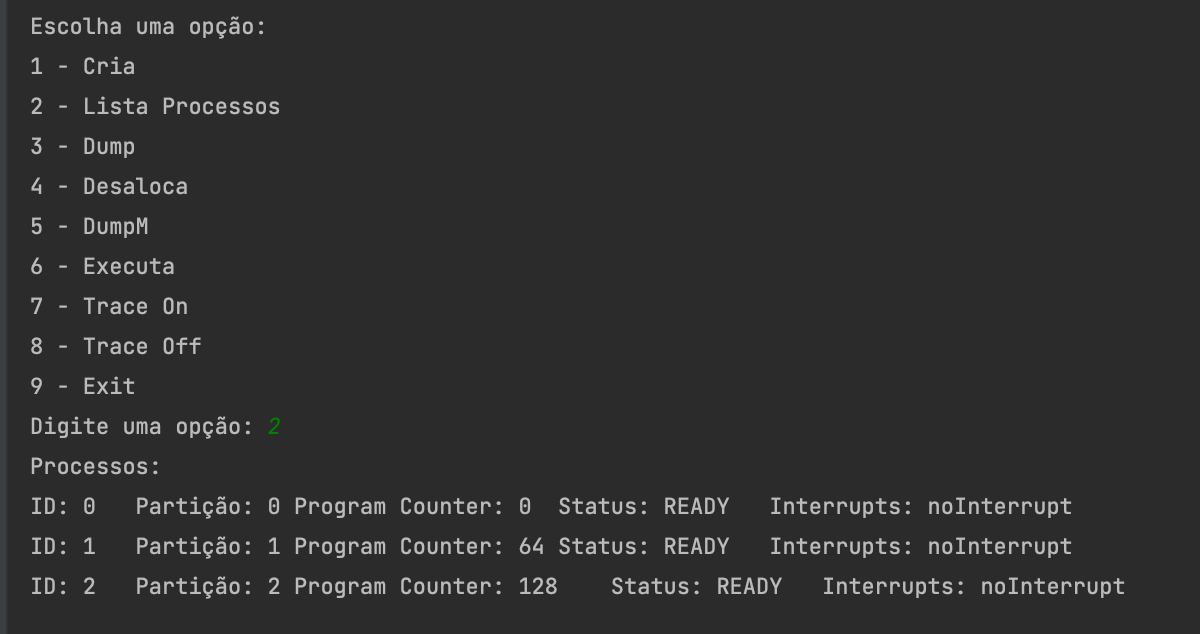 Escolha uma opção:
1 - Cria
2 - Lista Processos
3 - Dump
4 - Desaloca
5 - DumpM
6 - Executa
7 - Trace On
8 - Trace Off
9 - Exit
Digite uma opção: 2
Processos:
ID: 0   Partição: 0 Program Counter: 0  Status: READY   Interrupts: noInterrupt
ID: 1   Partição: 1 Program Counter: 64 Status: READY   Interrupts: noInterrupt
ID: 2   Partição: 2 Program Counter: 128    Status: READY   Interrupts: noInterrupt